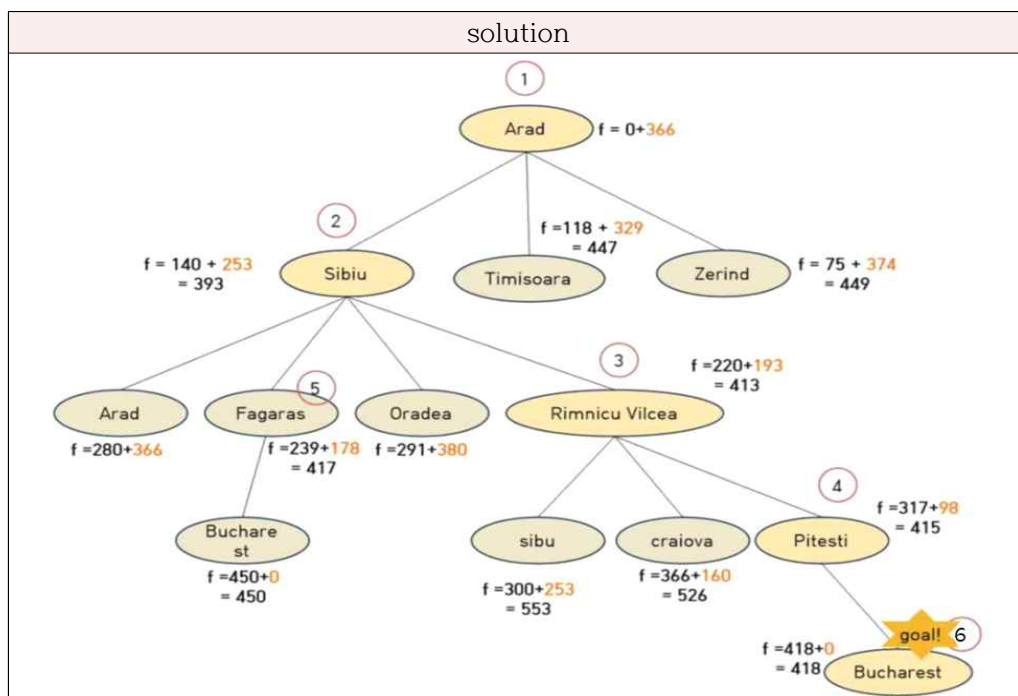 solution
1
Arad
f = 0+366
2
f = 140 + 253
= 393
Sibiu
f =118 + 329
= 447
Timisoara
Zerind
f = 75 + 374
= 449
3
f =220+193
= 413
Arad
f =280+366
5
Fagaras
f =239+178
= 417
Oradea
f =291+380
Rimnicu Vilcea
4
f =317+98
= 415
Buchare
st
f =450+0
= 450
sibu
f =300+253
= 553
craiova
f =366+160
= 526
Pitesti
goal!
6
f =418+0
= 418
Bucharest